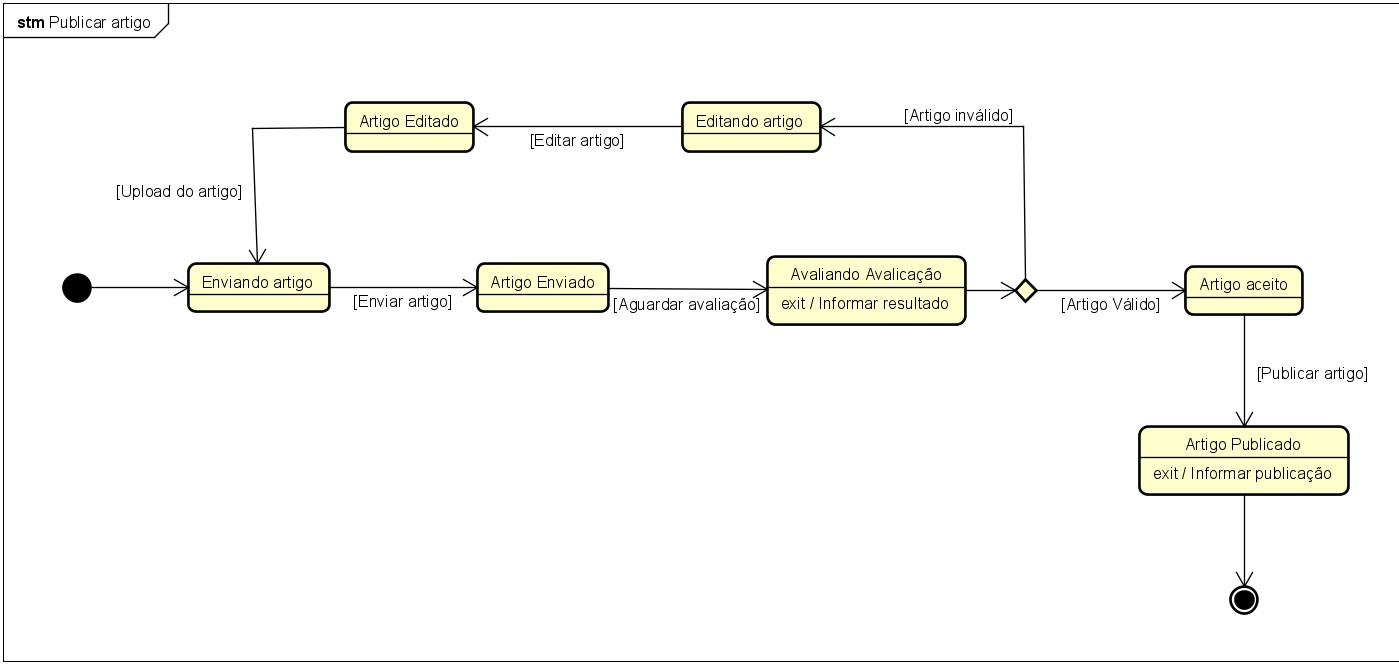 stm Publicar artigo
[Artigo inválido]
Artigo Editado
Editando artigo
[Editar artigo]
[Upload do artigo]
Enviando artigo
[Enviar artigo]
Artigo Enviado
[Aguardar avaliação]
Avaliando Avalicação
exit / Informar resultado
[Artigo Válido]
Artigo aceito
[Publicar artigo]
Artigo Publicado
exit / Informar publicação